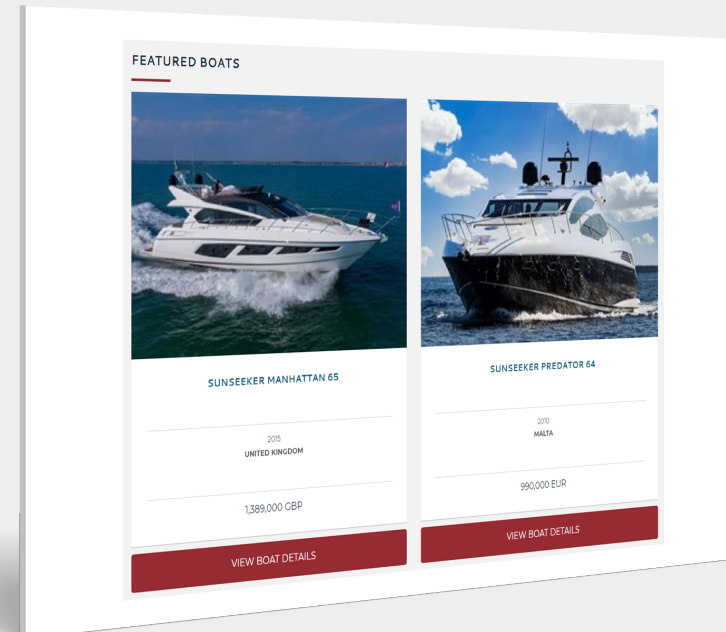 FEATURED BOATS
SUNSEEKER MANHATTAN 65
2015
UNITED KINGDOM
1,389,000 GBP
VIEW BOAT DETAILS
SUNSEEKER PREDATOR 64
2010
MALTA
990,000 EUR
VIEW BOAT DETAILS